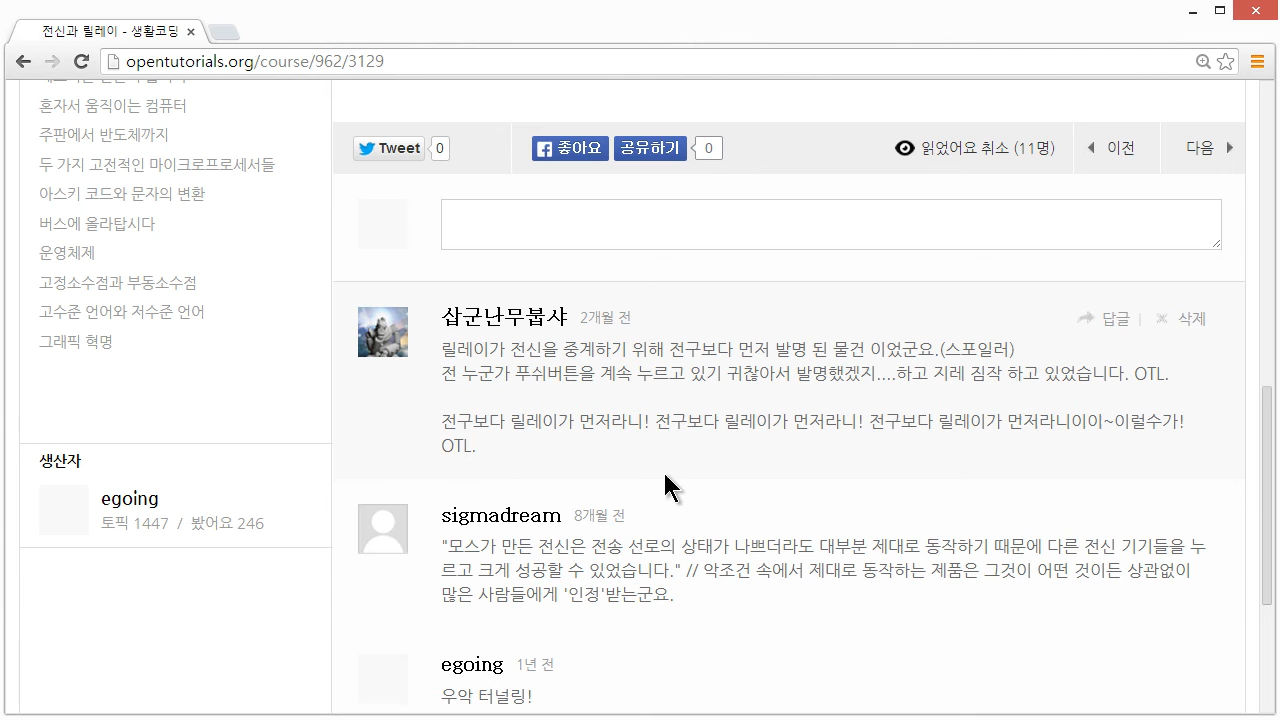 전신과 릴레이 - 생활코딩
opentutorials.org/course/962/3129
혼자서 움직이는 컴퓨터
주판에서 반도체까지
두 가지 고전적인 마이크로프로세서들
아스키 코드와 문자의 변환
버스에 올라탑시다
운영체제
고정소수점과 부동소수점
고수준 언어와 저수준 언어
그래픽 혁명
생산자
egoing
토픽 1447 / 봤어요 246
Tweet 0 좋아요 공유하기 0 읽었어요 취소 (11명) 이전 다음
삽군난무붑샤 2개월 전 답글 | 삭제
릴레이가 전신을 중계하기 위해 전구보다 먼저 발명 된 물건 이었군요.(스포일러)
전 누군가 푸쉬버튼을 계속 누르고 있기 귀찮아서 발명했겠지....하고 지레 짐작 하고 있었습니다. OTL.
전구보다 릴레이가 먼저라니! 전구보다 릴레이가 먼저라니! 전구보다 릴레이가 먼저라니이이~이럴수가!
OTL.
sigmadream 8개월 전
"모스가 만든 전신은 전송 선로의 상태가 나쁘더라도 대부분 제대로 동작하기 때문에 다른 전신 기기들을 누
르고 크게 성공할 수 있었습니다." // 악조건 속에서 제대로 동작하는 제품은 그것이 어떤 것이든 상관없이
많은 사람들에게 '인정'받는군요.
egoing 1년 전
우악 터널링!